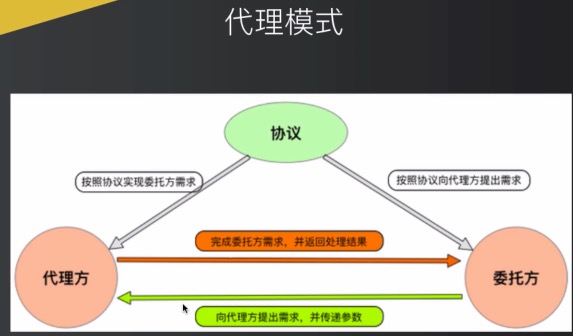 代理模式
协议
按照协议实现委托方需求
按照协议向代理方提出需求
完成委托方需求，并返回处理结果
代理方
委托方
向代理方提出需求，并传递参数